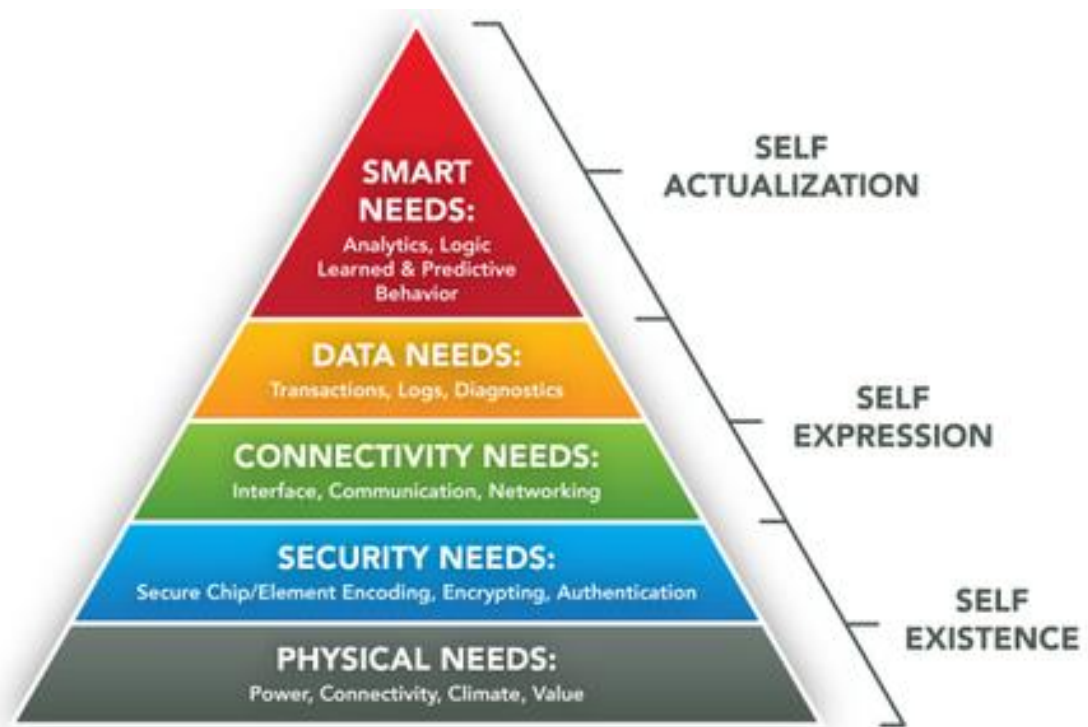 SMART
NEEDS:
Analytics, Logic
Learned & Predictive
Behavior
DATA NEEDS:
Transactions, Logs, Diagnostics
CONNECTIVITY NEEDS:
Interface, Communication, Networking
SECURITY NEEDS:
Secure Chip/Element Encoding, Encrypting, Authentication
PHYSICAL NEEDS:
Power, Connectivity, Climate, Value
SELF
ACTUALIZATION
SELF
EXPRESSION
SELF
EXISTENCE